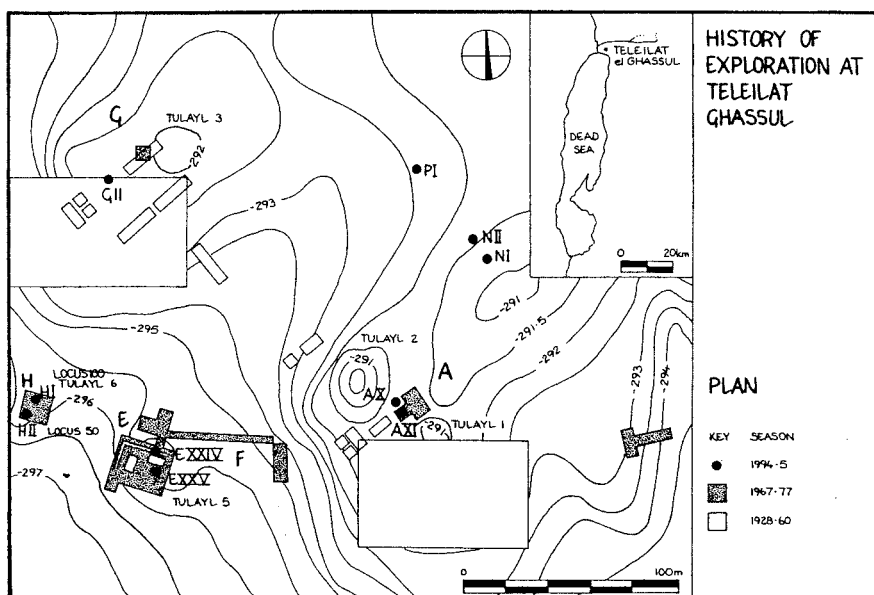 HISTORY OF
EXPLORATION AT
TELEILAT
GHASSUL
TELEILAT
el GHASSUL
DEAD
SEA
0 20km
G
TULAYL 3
-292
GII
PI
-293
NII
NI
-291
-291·5
-292
-293
-294
-295
TULAYL 2
-291
A
AX
AXI
TULAYL 1
-291
LOCUS 100
TULAYL 6
H
HI
-296
HII
LOCUS 50
E
EXXIV
F
EXXV
-297
TULAYL 5
0 100m
PLAN
KEY SEASON
1994-5
1967-77
1928-60